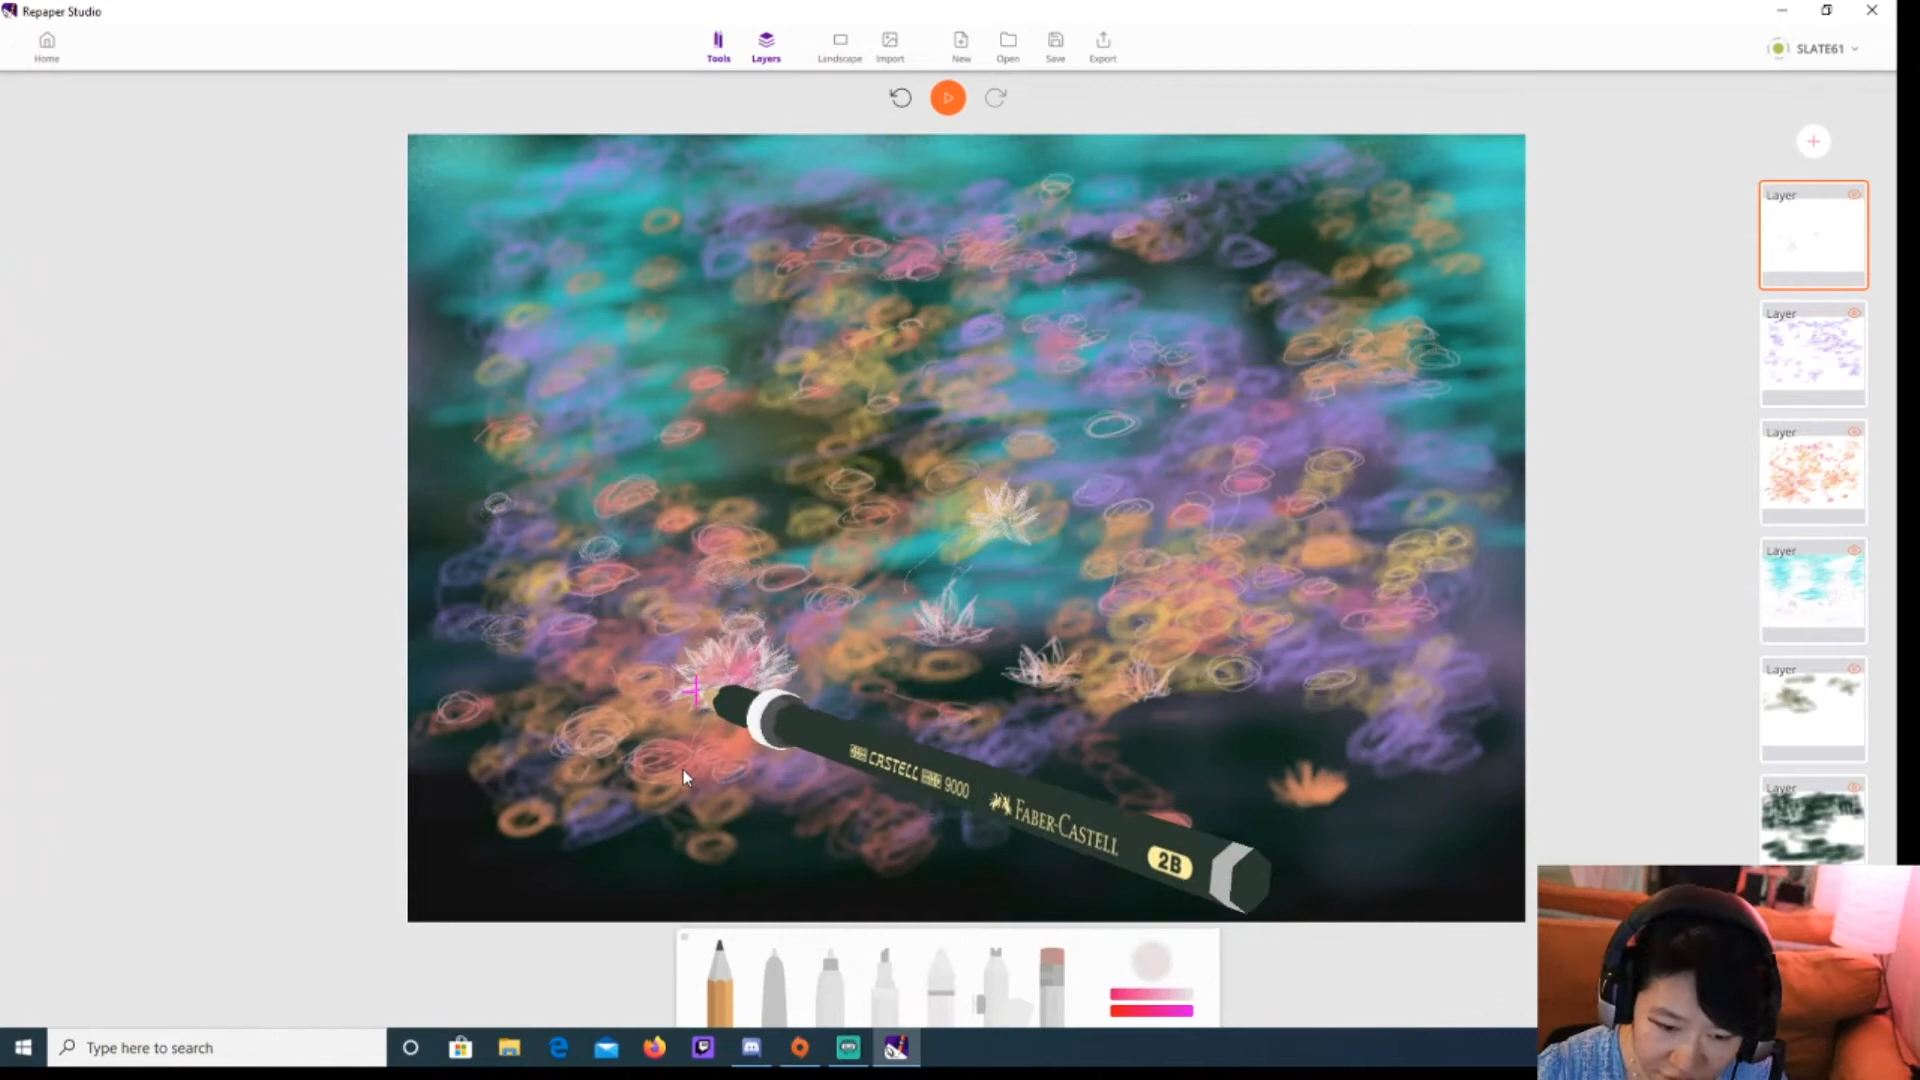 Repaper Studio
Home
Tools
Layers
Landscape
Import
New
Open
Save
Export
SLATE61
Layer
Layer
Layer
Layer
Layer
Layer
CASTELL 9000
FABER-CASTELL
2B
Type here to search